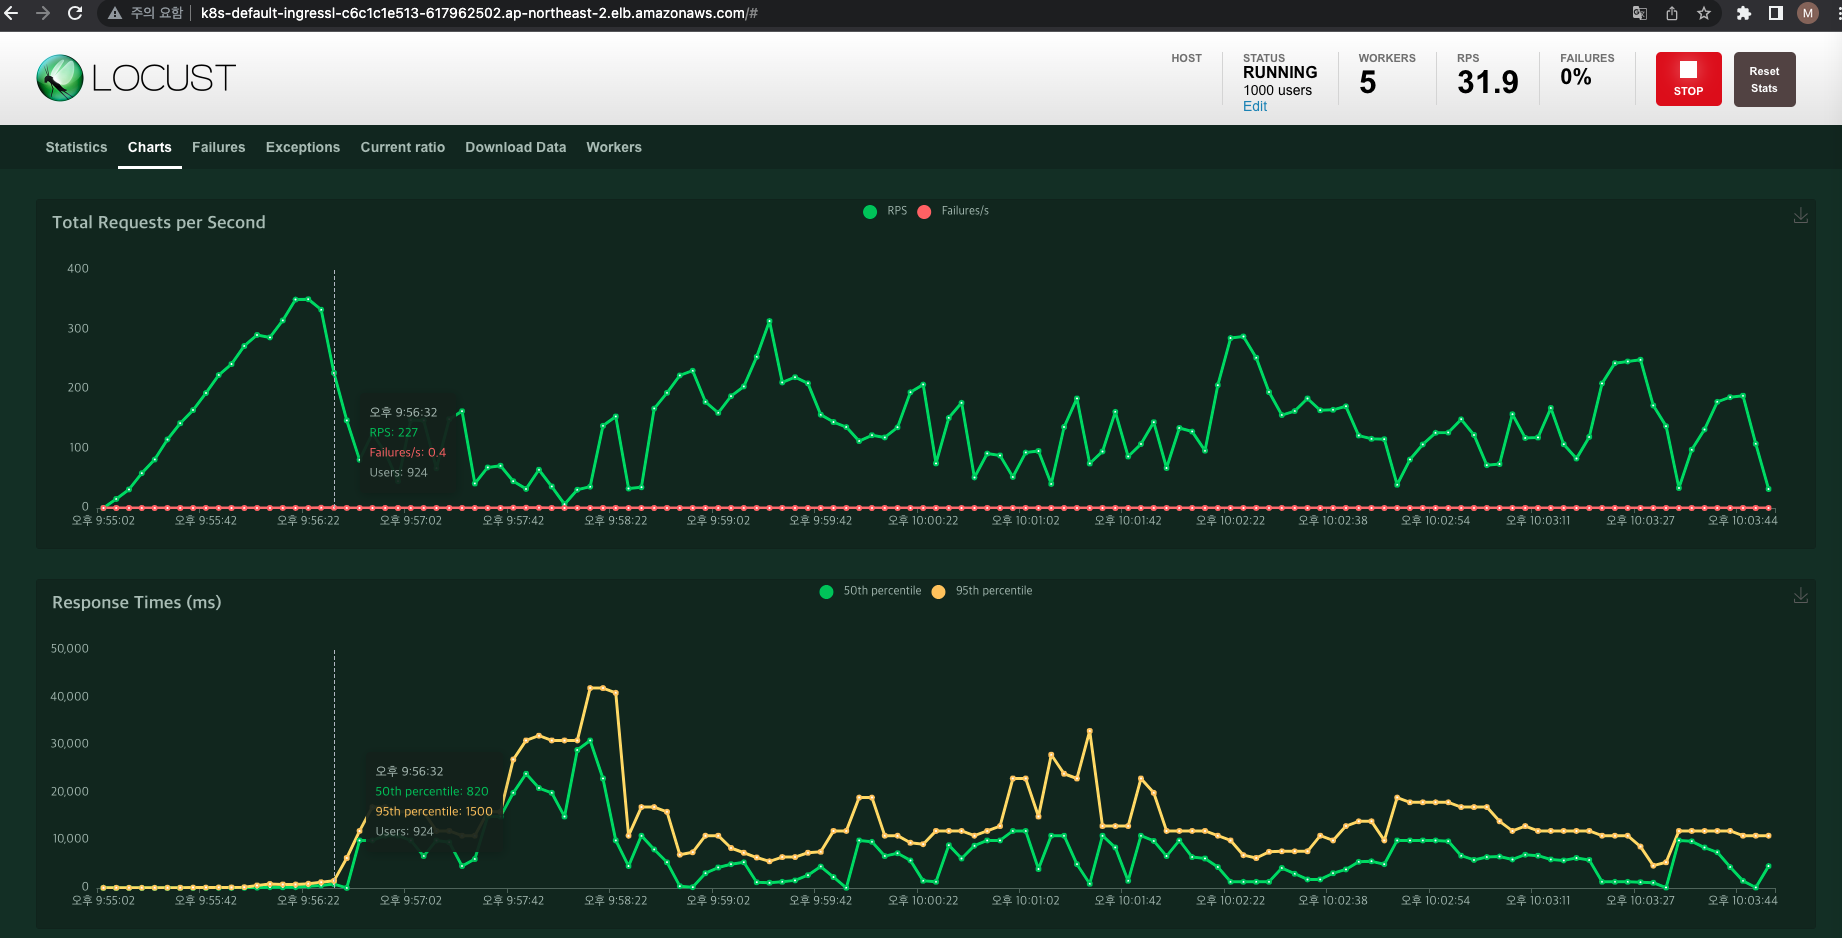 주의 요함 k8s-default-ingressl-c6c1c1e513-617962502.ap-northeast-2.elb.amazonaws.com/#
M
LOCUST
HOST
STATUS
RUNNING
1000 users
Edit
WORKERS
5
RPS
31.9
FAILURES
0%
STOP
Reset
Stats
Statistics Charts Failures Exceptions Current ratio Download Data Workers
Total Requests per Second
RPS Failures/s
400
300
200
100
0
오후 9:56:32
RPS: 227
Failures/s: 0.4
Users: 924
오후 9:55:02 오후 9:55:42 오후 9:56:22 오후 9:57:02 오후 9:57:42 오후 9:58:22 오후 9:59:02 오후 9:59:42 오후 10:00:22 오후 10:01:02 오후 10:01:42 오후 10:02:22 오후 10:02:38 오후 10:02:54 오후 10:03:11 오후 10:03:27 오후 10:03:44
Response Times (ms)
50th percentile 95th percentile
50,000
40,000
30,000
20,000
10,000
0
오후 9:56:32
50th percentile: 820
95th percentile: 1500
Users: 924
오후 9:55:02 오후 9:55:42 오후 9:56:22 오후 9:57:02 오후 9:57:42 오후 9:58:22 오후 9:59:02 오후 9:59:42 오후 10:00:22 오후 10:01:02 오후 10:01:42 오후 10:02:22 오후 10:02:38 오후 10:02:54 오후 10:03:11 오후 10:03:27 오후 10:03:44